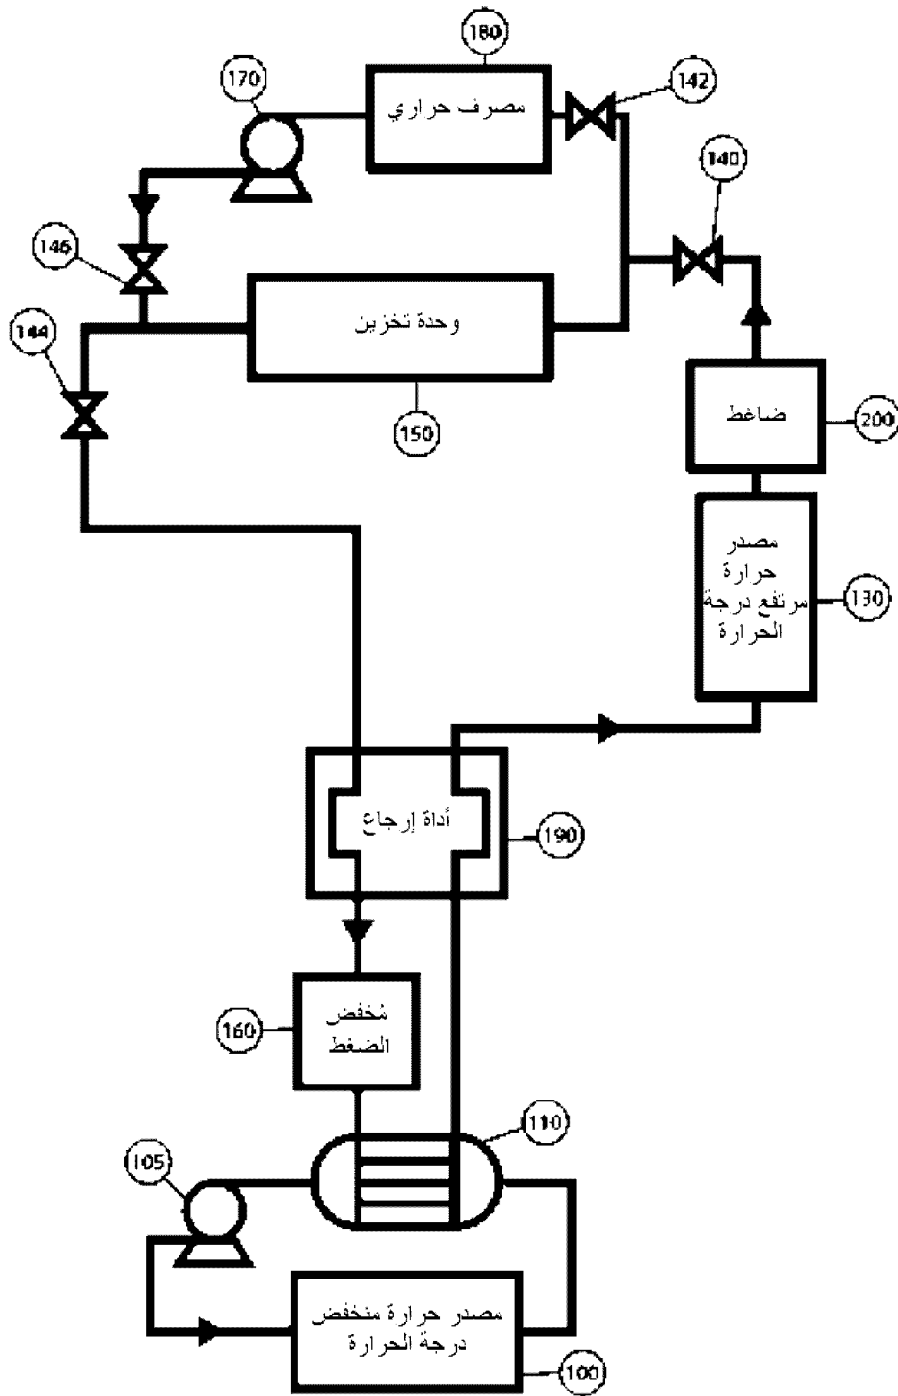 180
170
142
مصرف حراري
140
146
وحدة تخزين
144
150
ضاغط
200
مصدر
حرارة
مرتفع درجة
الحرارة
130
أداة إرجاع
190
مُخفض
الضغط
160
110
105
مصدر حرارة منخفض
درجة الحرارة
100